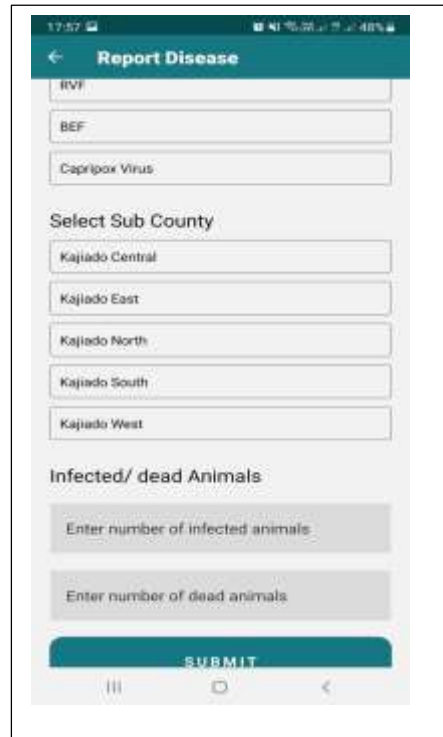 17:57
48%
Report Disease
RVF
BEF
Capripox Virus
Select Sub County
Kajiado Central
Kajiado East
Kajiado North
Kajiado South
Kajiado West
Infected/ dead Animals
Enter number of infected animals
Enter number of dead animals
SUBMIT